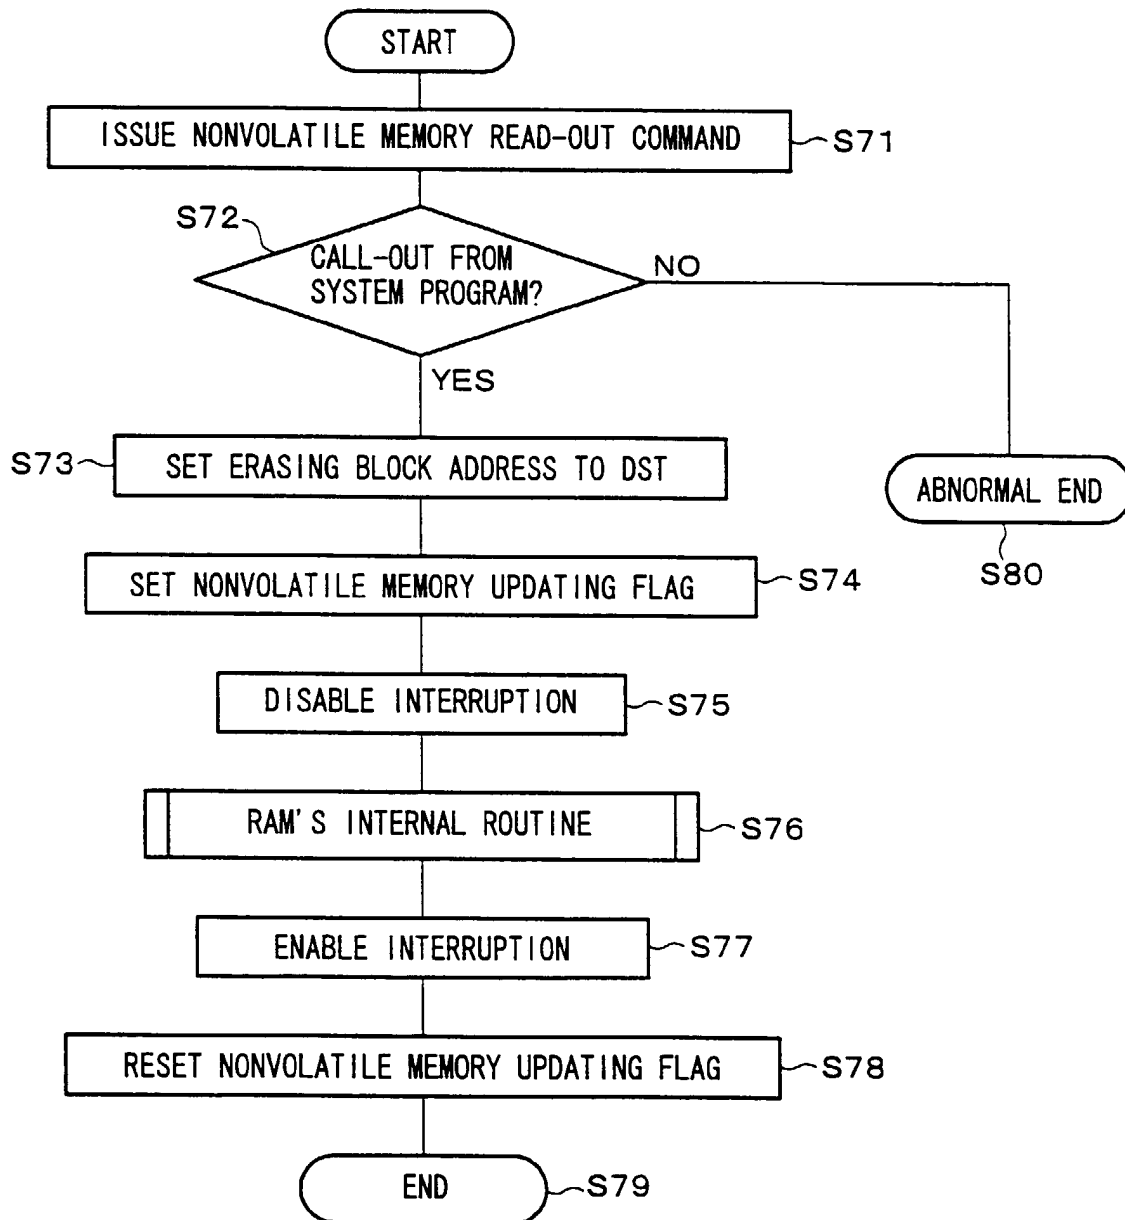 START
ISSUE NONVOLATILE MEMORY READ-OUT COMMAND
S71
S72
CALL-OUT FROM
SYSTEM PROGRAM?
NO
YES
S73
SET ERASING BLOCK ADDRESS TO DST
ABNORMAL END
S80
SET NONVOLATILE MEMORY UPDATING FLAG
S74
DISABLE INTERRUPTION
S75
RAM'S INTERNAL ROUTINE
S76
ENABLE INTERRUPTION
S77
RESET NONVOLATILE MEMORY UPDATING FLAG
S78
END
S79